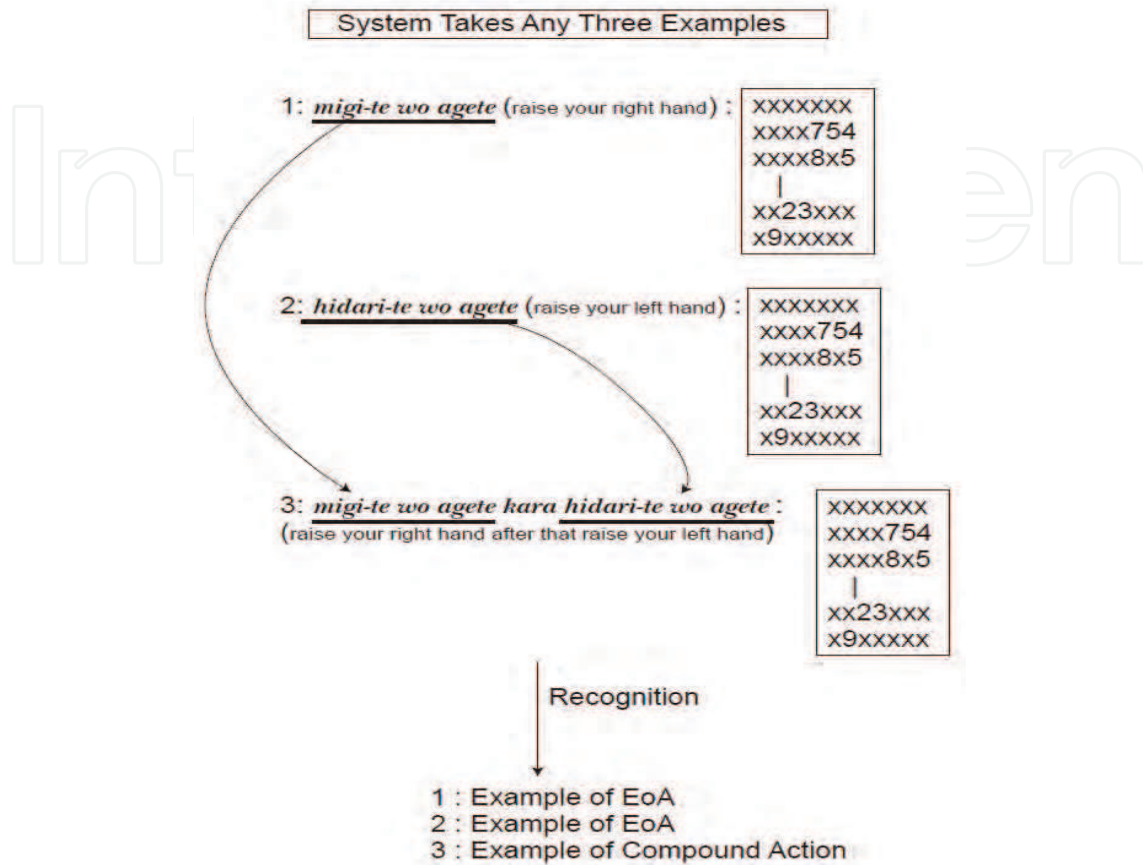 System Takes Any Three Examples
1: migi-te wo agete (raise your right hand) :
xxxxxxx
xxxx754
xxxx8x5
|
xx23xxx
x9xxxxx
2: hidari-te wo agete (raise your left hand) :
xxxxxxx
xxxx754
xxxx8x5
|
xx23xxx
x9xxxxx
3: migi-te wo agete kara hidari-te wo agete :
(raise your right hand after that raise your left hand)
xxxxxxx
xxxx754
xxxx8x5
|
xx23xxx
x9xxxxx
Recognition
1 : Example of EoA
2 : Example of EoA
3 : Example of Compound Action